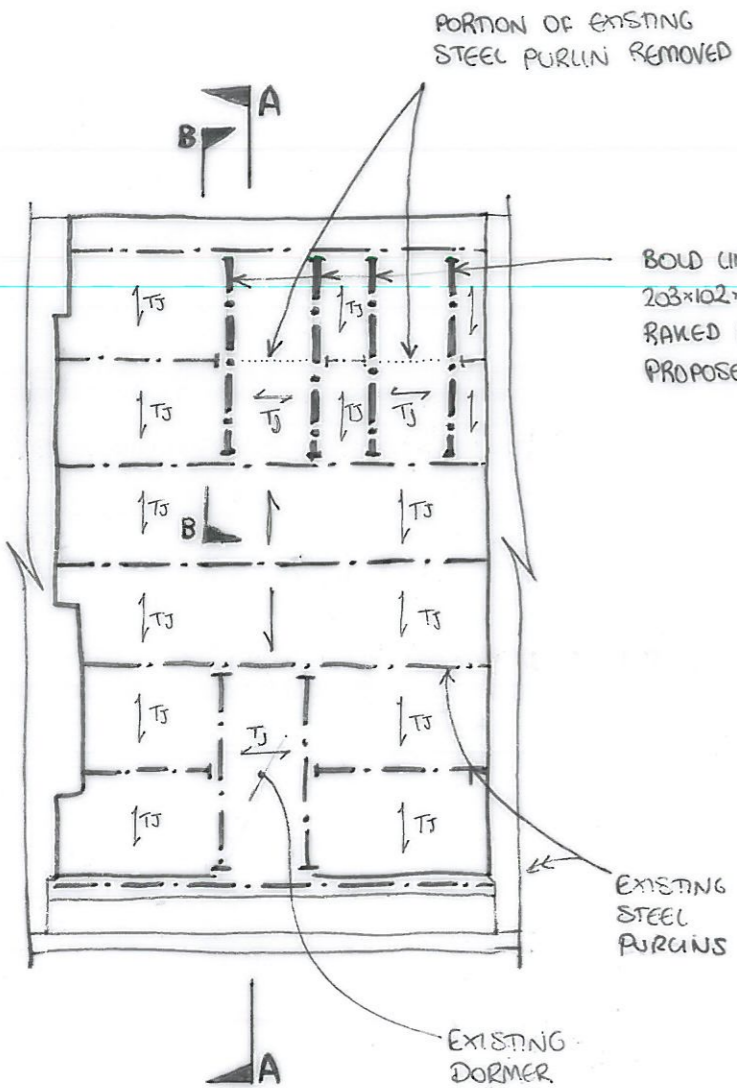 PORTION OF EXISTING
STEEL PURLIN REMOVED
A
B
BOLD
203×102×
RAKED
PROPOSE
TJ
TJ
TJ
TJ
TJ
TJ
TJ
B
TJ
TJ
TJ
TJ
TJ
TJ
TJ
TJ
TJ
EXISTING
STEEL
PURLINS
EXISTING
DORMER
A